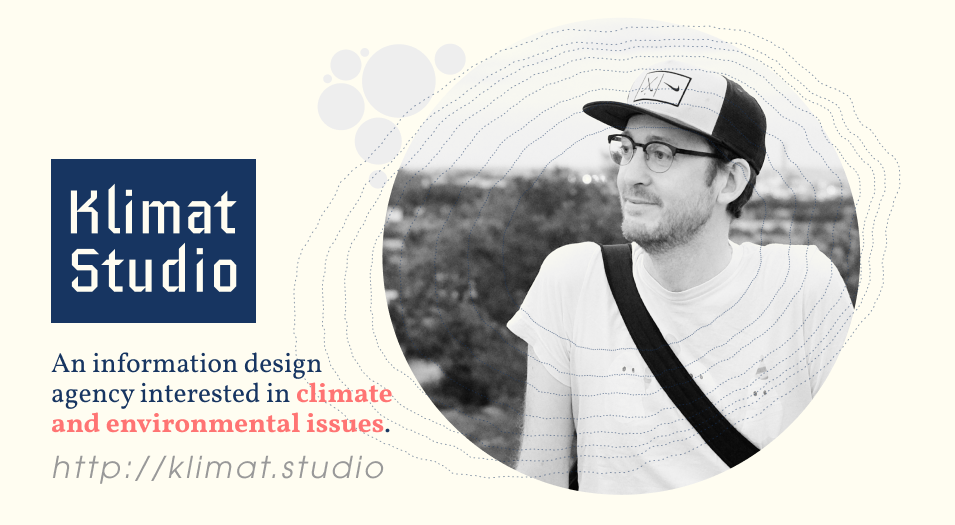 Klimat
Studio
An information design
agency interested in climate
and environmental issues.
http://klimat.studio